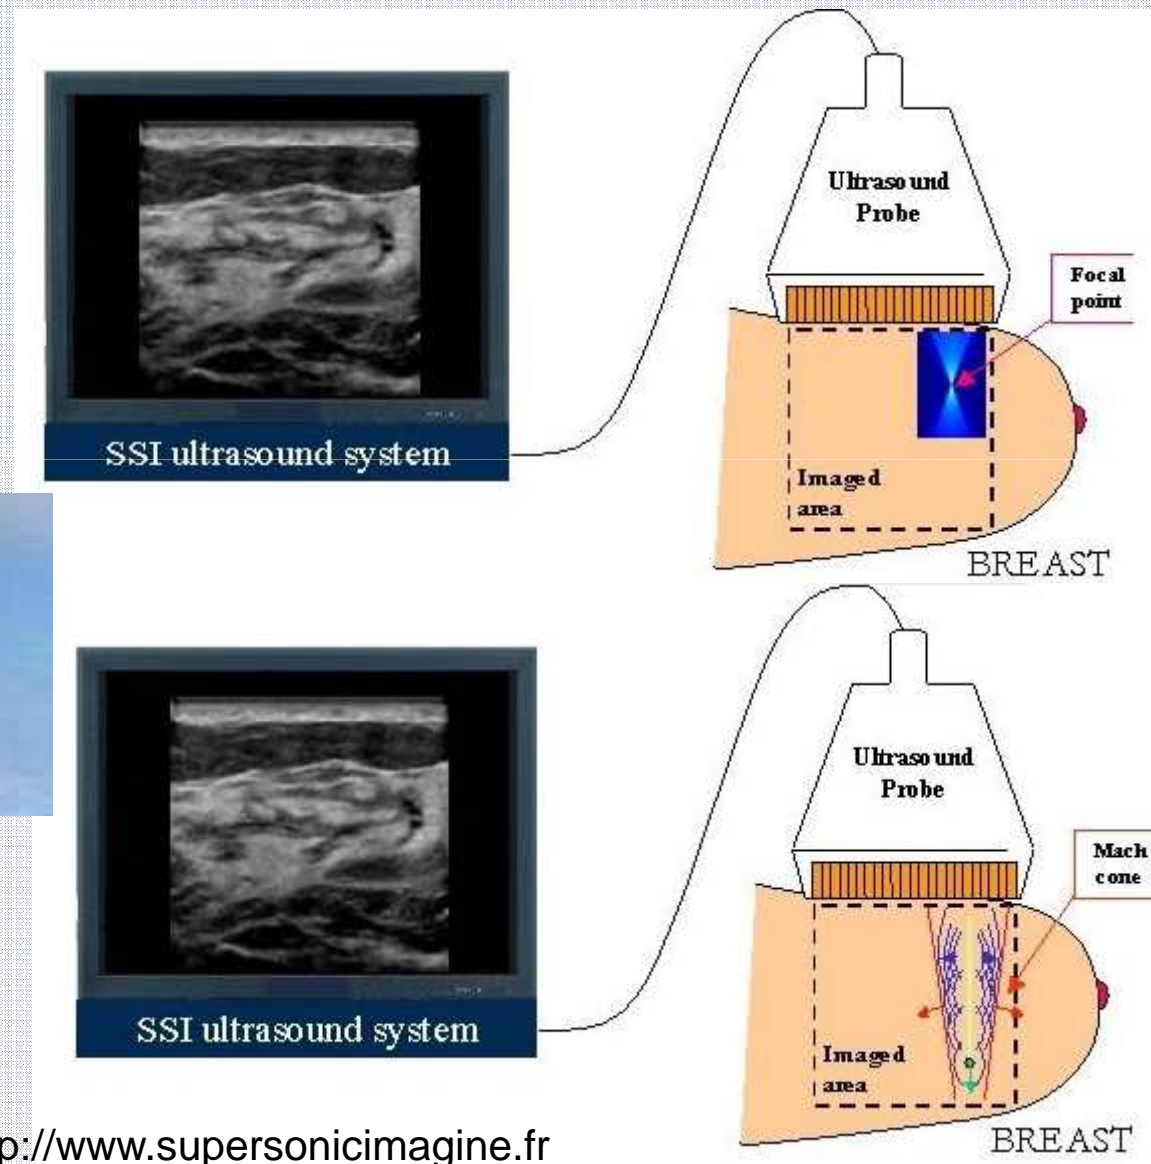 Ultrasound
Probe
Focal
point
SSI ultrasound system
Imaged
area
BREAST
Ultrasound
Probe
Mach
cone
SSI ultrasound system
Imaged
area
BREAST
p://www.supersonicimagine.fr